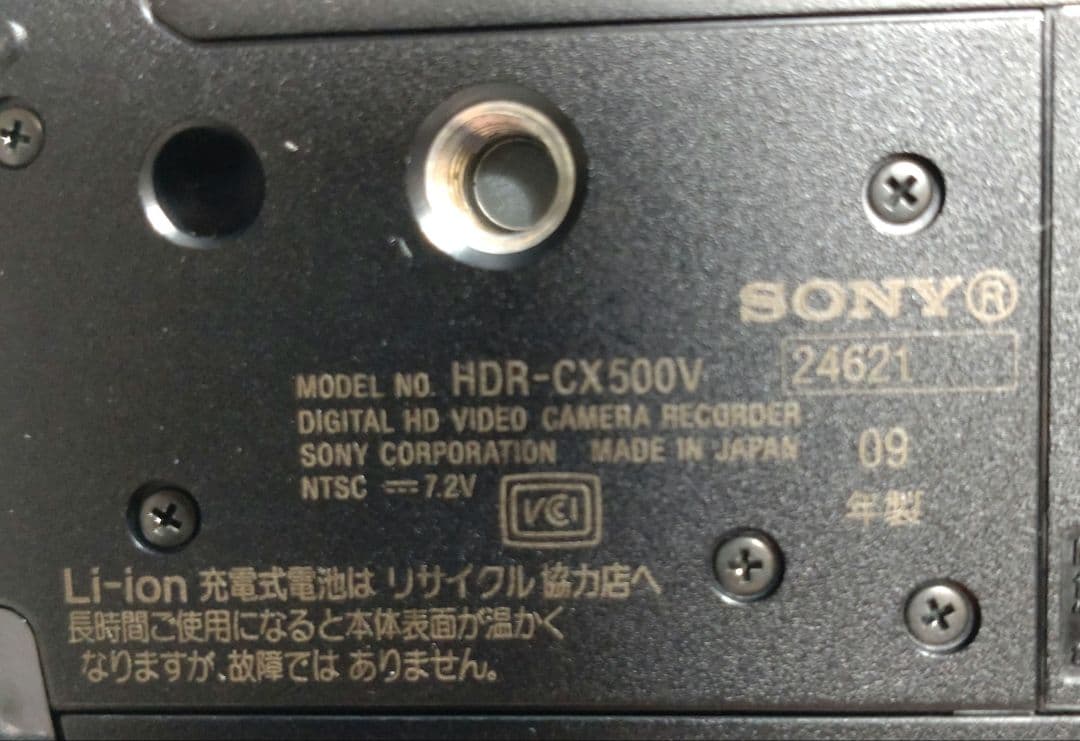 SONY®
24621
MODEL NO. HDR-CX500V
DIGITAL HD VIDEO CAMERA RECORDER
SONY CORPORATION MADE IN JAPAN
09
年製
NTSC ⎓7.2V
VCI
Li-ion 充電式電池は リサイクル 協力店へ
長時間ご使用になると本体表面が温かく
なりますが、故障では ありません。